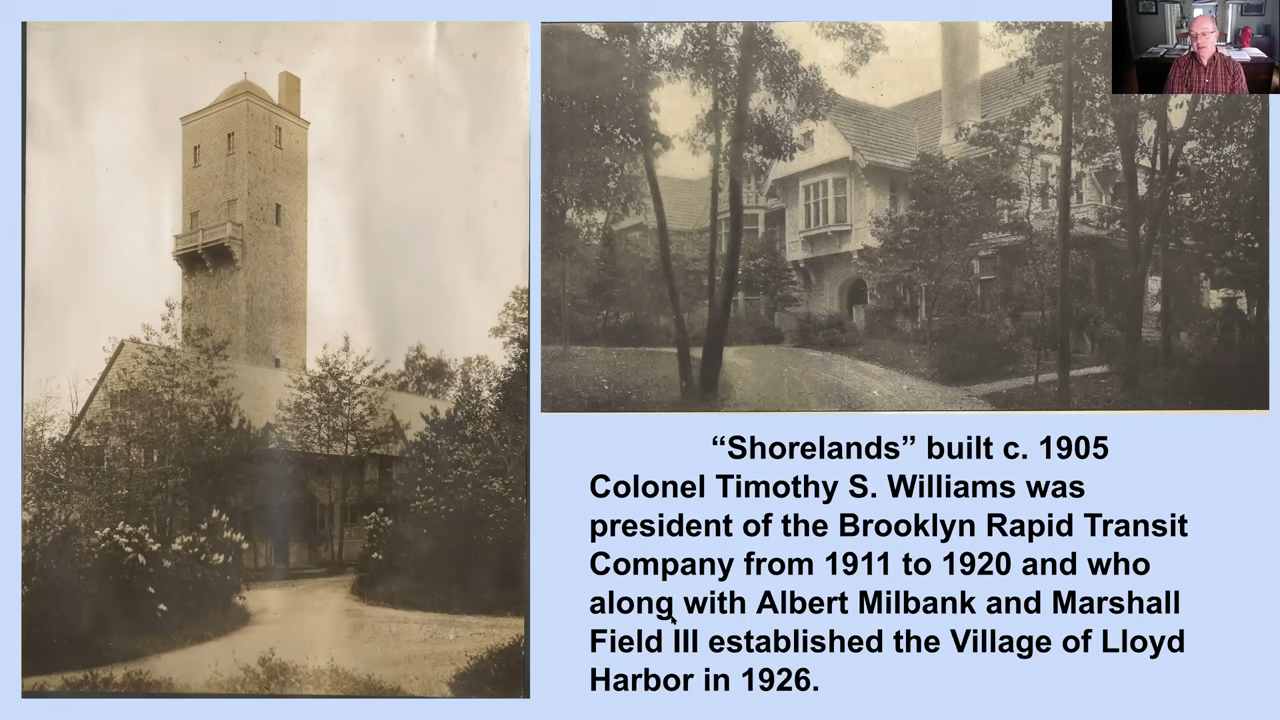 “Shorelands” built c. 1905
Colonel Timothy S. Williams was
president of the Brooklyn Rapid Transit
Company from 1911 to 1920 and who
along with Albert Milbank and Marshall
Field III established the Village of Lloyd
Harbor in 1926.